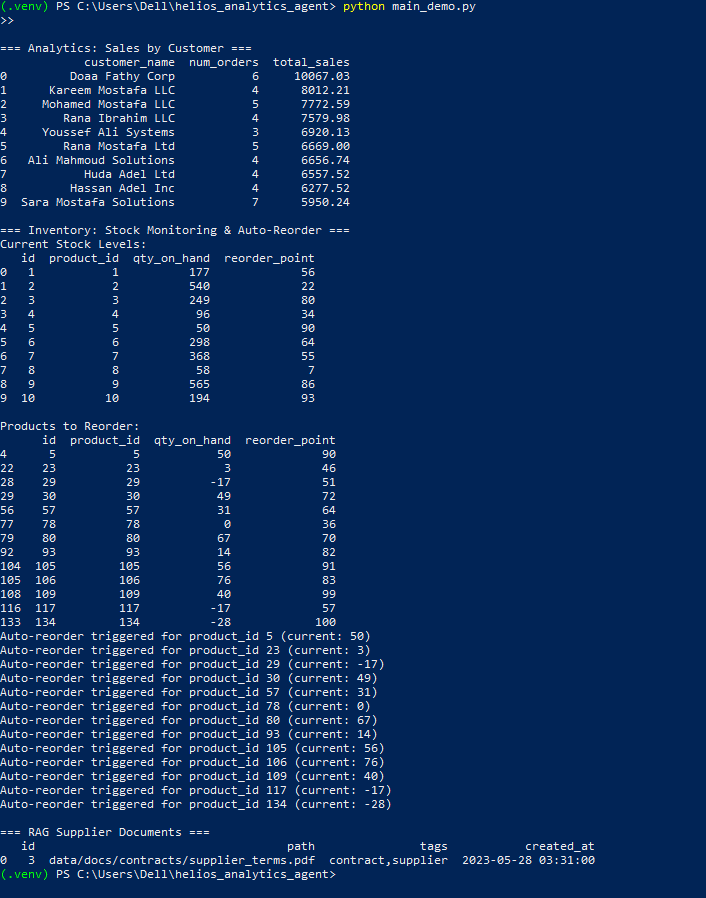 (.venv) PS C:\Users\Dell\helios_analytics_agent> python main_demo.py
>>
=== Analytics: Sales by Customer ===
customer_name num_orders total_sales
0 Doaa Fathy Corp 6 10067.03
1 Kareem Mostafa LLC 4 8012.21
2 Mohamed Mostafa LLC 5 7772.59
3 Rana Ibrahim LLC 4 7579.98
4 Youssef Ali Systems 3 6920.13
5 Rana Mostafa Ltd 5 6669.00
6 Ali Mahmoud Solutions 4 6656.74
7 Huda Adel Ltd 4 6557.52
8 Hassan Adel Inc 4 6277.52
9 Sara Mostafa Solutions 7 5950.24
=== Inventory: Stock Monitoring & Auto-Reorder ===
Current Stock Levels:
id product_id qty_on_hand reorder_point
0 1 1 177 56
1 2 2 540 22
2 3 3 249 80
3 4 4 96 34
4 5 5 50 90
5 6 6 298 64
6 7 7 368 55
7 8 8 58 7
8 9 9 565 86
9 10 10 194 93
Products to Reorder:
id product_id qty_on_hand reorder_point
4 5 5 50 90
22 23 23 3 46
28 29 29 -17 51
29 30 30 49 72
56 57 57 31 64
77 78 78 0 36
79 80 80 67 70
92 93 93 14 82
104 105 105 56 91
105 106 106 76 83
108 109 109 40 99
116 117 117 -17 57
133 134 134 -28 100
Auto-reorder triggered for product_id 5 (current: 50)
Auto-reorder triggered for product_id 23 (current: 3)
Auto-reorder triggered for product_id 29 (current: -17)
Auto-reorder triggered for product_id 30 (current: 49)
Auto-reorder triggered for product_id 57 (current: 31)
Auto-reorder triggered for product_id 78 (current: 0)
Auto-reorder triggered for product_id 80 (current: 67)
Auto-reorder triggered for product_id 93 (current: 14)
Auto-reorder triggered for product_id 105 (current: 56)
Auto-reorder triggered for product_id 106 (current: 76)
Auto-reorder triggered for product_id 109 (current: 40)
Auto-reorder triggered for product_id 117 (current: -17)
Auto-reorder triggered for product_id 134 (current: -28)
=== RAG Supplier Documents ===
id path tags created_at
0 3 data/docs/contracts/supplier_terms.pdf contract,supplier 2023-05-28 03:31:00
(.venv) PS C:\Users\Dell\helios_analytics_agent>